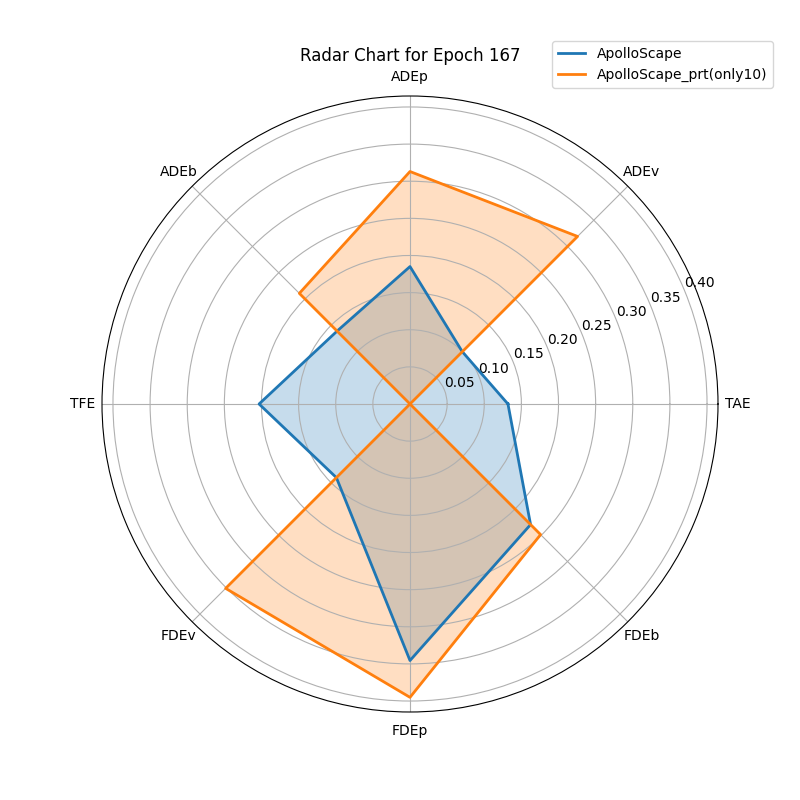 Radar Chart for Epoch 167
ApolloScape
ApolloScape_prt(only10)
ADEp
ADEb
ADEv
0.40
0.35
0.30
0.25
0.20
0.15
0.10
0.05
TFE
TAE
FDEv
FDEb
FDEp